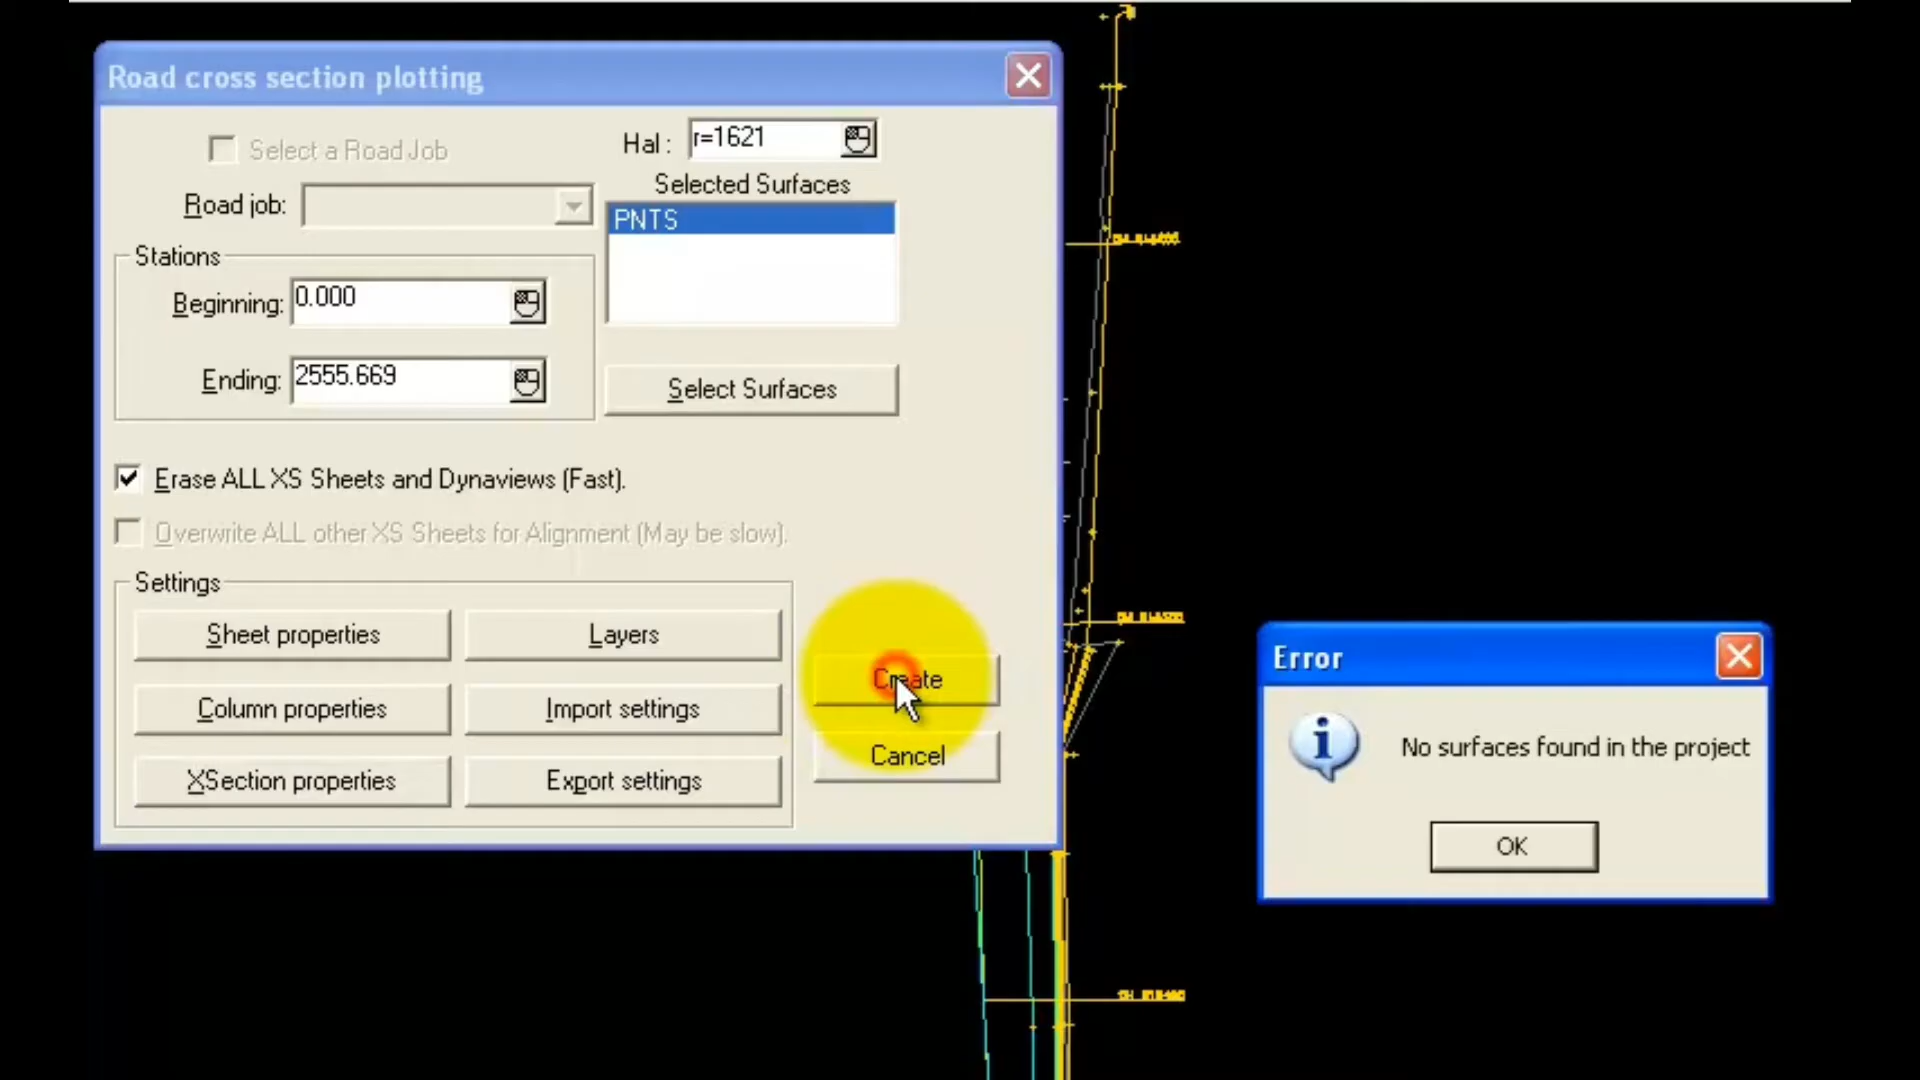 Road cross section plotting
Select a Road Job
Hal : r=1621
Selected Surfaces
Road job:
PNTS
Stations
Beginning: 0.000
Ending: 2555.669
Select Surfaces
Erase ALL XS Sheets and Dynaviews (Fast).
Overwrite ALL other XS Sheets for Alignment (May be slow).
Settings
Sheet properties
Layers
Create
Column properties
Import settings
Cancel
XSection properties
Export settings
Error
No surfaces found in the project
OK